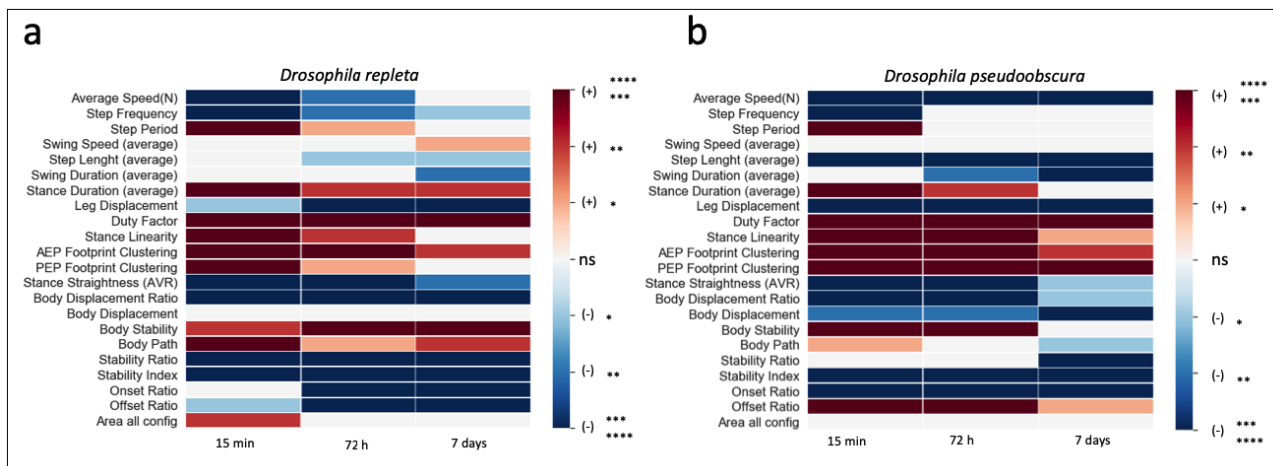 a
Drosophila repleta
Average Speed(N)
Step Frequency
Step Period
Swing Speed (average)
Step Lenght (average)
Swing Duration (average)
Stance Duration (average)
Leg Displacement
Duty Factor
Stance Linearity
AEP Footprint Clustering
PEP Footprint Clustering
Stance Straightness (AVR)
Body Displacement Ratio
Body Displacement
Body Stability
Body Path
Stability Ratio
Stability Index
Onset Ratio
Offset Ratio
Area all config
15 min 72 h 7 days
****
(+) ***
(+) **
(+) *
ns
(-) *
(-) **
(-) ***
****
b
Drosophila pseudoobscura
Average Speed(N)
Step Frequency
Step Period
Swing Speed (average)
Step Lenght (average)
Swing Duration (average)
Stance Duration (average)
Leg Displacement
Duty Factor
Stance Linearity
AEP Footprint Clustering
PEP Footprint Clustering
Stance Straightness (AVR)
Body Displacement Ratio
Body Displacement
Body Stability
Body Path
Stability Ratio
Stability Index
Onset Ratio
Offset Ratio
Area all config
15 min 72 h 7 days
****
(+) ***
(+) **
(+) *
ns
(-) *
(-) **
(-) ***
****